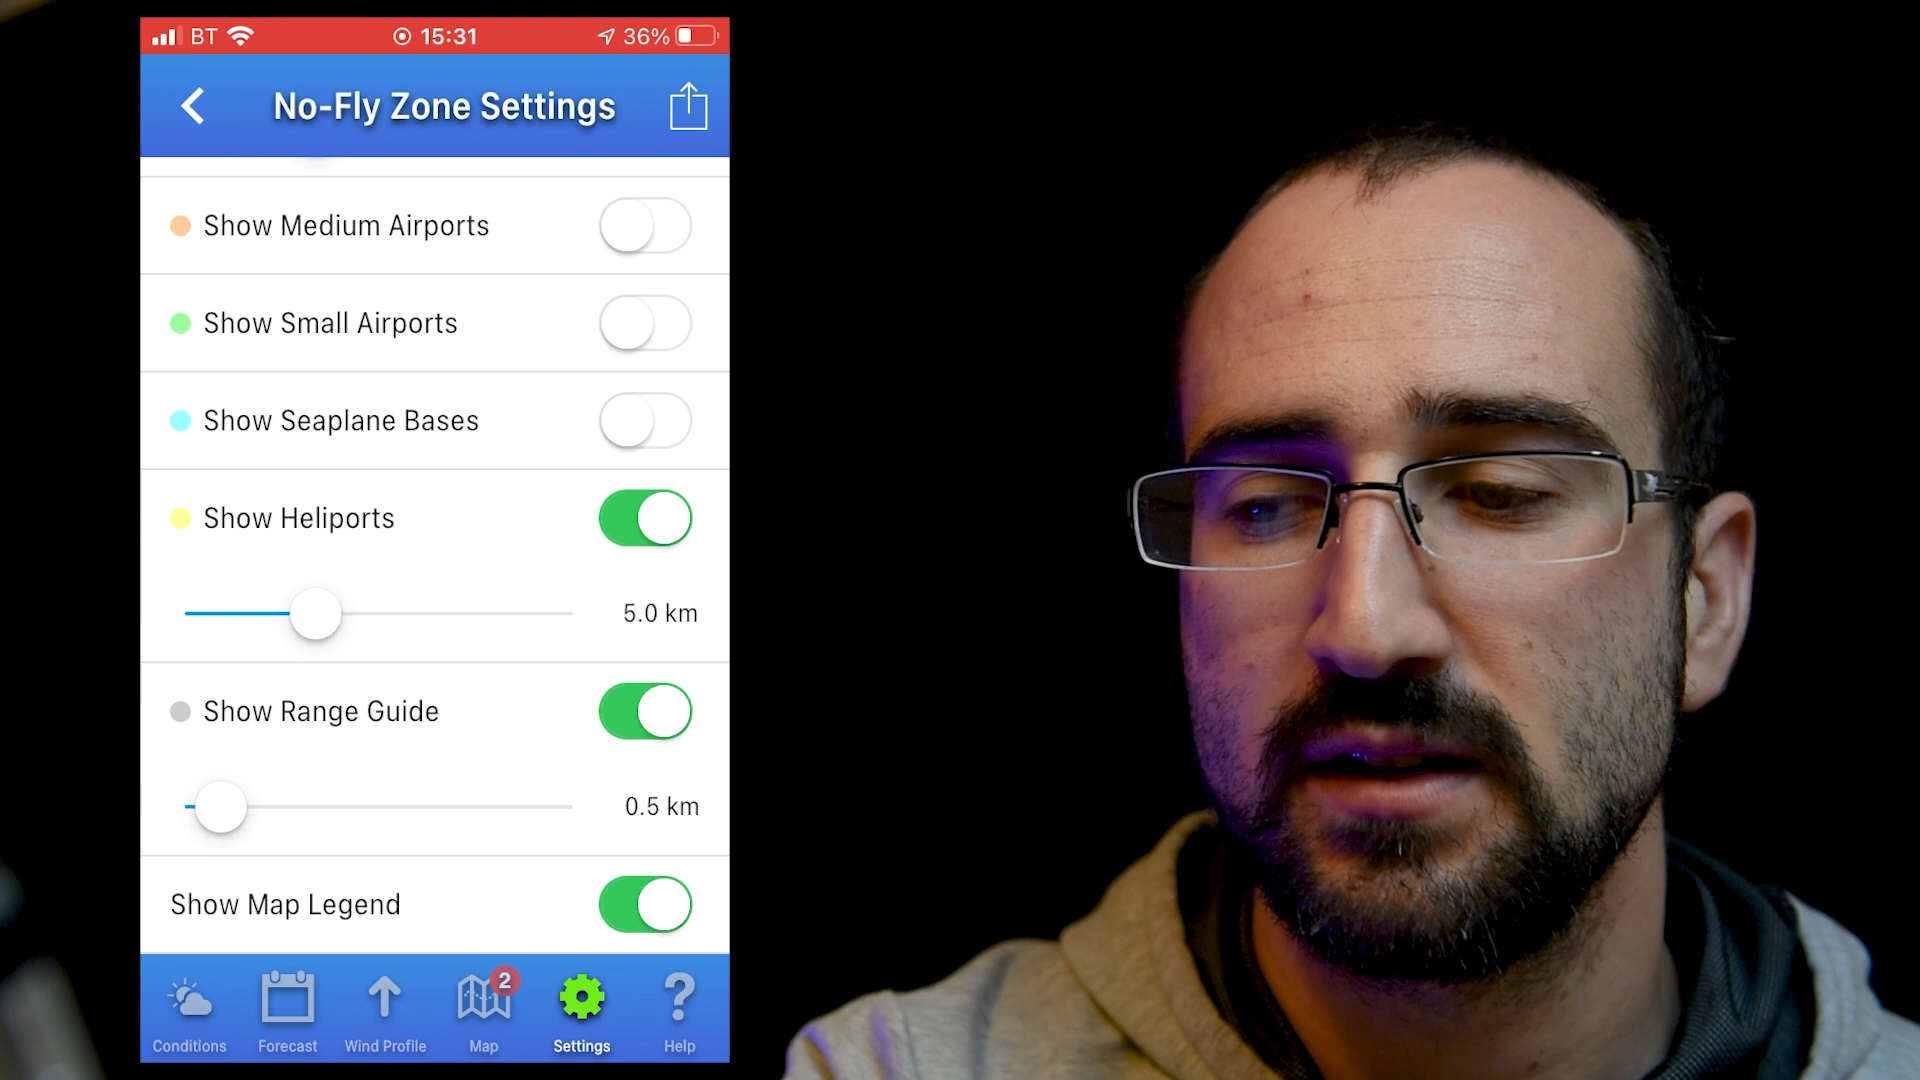 BT 15:31 36%
No-Fly Zone Settings
Show Medium Airports
Show Small Airports
Show Seaplane Bases
Show Heliports
5.0 km
Show Range Guide
0.5 km
Show Map Legend
2
Conditions Forecast Wind Profile Map Settings Help